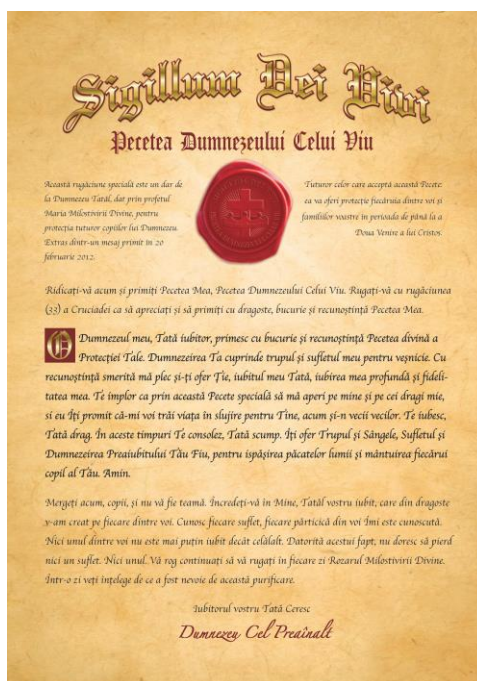 Sigillum Dei Vivi
Pecetea Dumnezeului Celui Viu
Această rugăciune specială este un dar de
la Dumnezeu Tatăl, dat prin profetul
Maria Milostivirii Divine, pentru
protecția tuturor copiilor lui Dumnezeu.
Extras dintr-un mesaj primit în 20
februarie 2012.
Tuturor celor care acceptă această Pecete:
ea va oferi protecție fiecăruia dintre voi și
familiilor voastre în perioada de până la a
Doua Venire a lui Cristos.
Ridicați-vă acum și primiți Pecetea Mea, Pecetea Dumnezeului Celui Viu. Rugați-vă cu rugăciunea
(33) a Cruciadei ca să apreciați și să primiți cu dragoste, bucurie și recunoștință Pecetea Mea.
O Dumnezeul meu, Tată iubitor, primesc cu bucurie și recunoștință Pecetea divină a
Protecției Tale. Dumnezeirea Ta cuprinde trupul și sufletul meu pentru veșnicie. Cu
recunoștință smerită mă plec și-ți ofer Ție, iubitul meu Tată, iubirea mea profundă și fideli-
tatea mea. Te implor ca prin această Pecete specială să mă aperi pe mine și pe cei dragi mie,
si eu Îți promit că-mi voi trăi viața în slujire pentru Tine, acum și-n vecii vecilor. Te iubesc,
Tată drag. În aceste timpuri Te consolez, Tată scump. Îți ofer Trupul și Sângele, Sufletul și
Dumnezeirea Preaiubitului Tău Fiu, pentru ispășirea păcatelor lumii și mântuirea fiecărui
copil al Tău. Amin.
Mergeți acum, copii, și nu vă fie teamă. Încredeți-vă în Mine, Tatăl vostru iubit, care din dragoste
v-am creat pe fiecare dintre voi. Cunosc fiecare suflet, fiecare părticică din voi Îmi este cunoscută.
Nici unul dintre voi nu este mai puțin iubit decât celălalt. Datorită acestui fapt, nu doresc să pierd
nici un suflet. Nici unul. Vă rog continuați să vă rugați în fiecare zi Rozarul Milostivirii Divine.
Într-o zi veți înțelege de ce a fost nevoie de această purificare.
Iubitorul vostru Tată Ceresc
Dumnezeu Cel Preaînalt